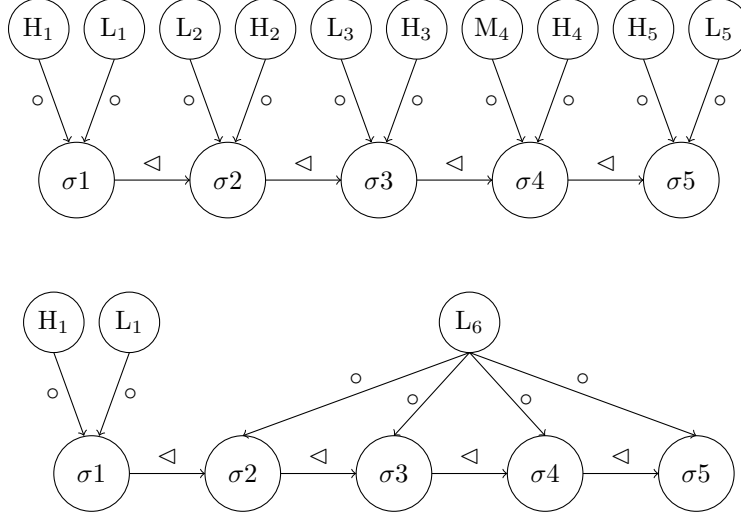 H₁ L₁ L₂ H₂ L₃ H₃ M₄ H₄ H₅ L₅
∘ ∘ ∘ ∘ ∘ ∘ ∘ ∘ ∘ ∘
◁ ◁ ◁ ◁
σ1 σ2 σ3 σ4 σ5
H₁ L₁ L₆
∘ ∘ ∘ ∘ ∘ ∘
◁ ◁ ◁ ◁
σ1 σ2 σ3 σ4 σ5